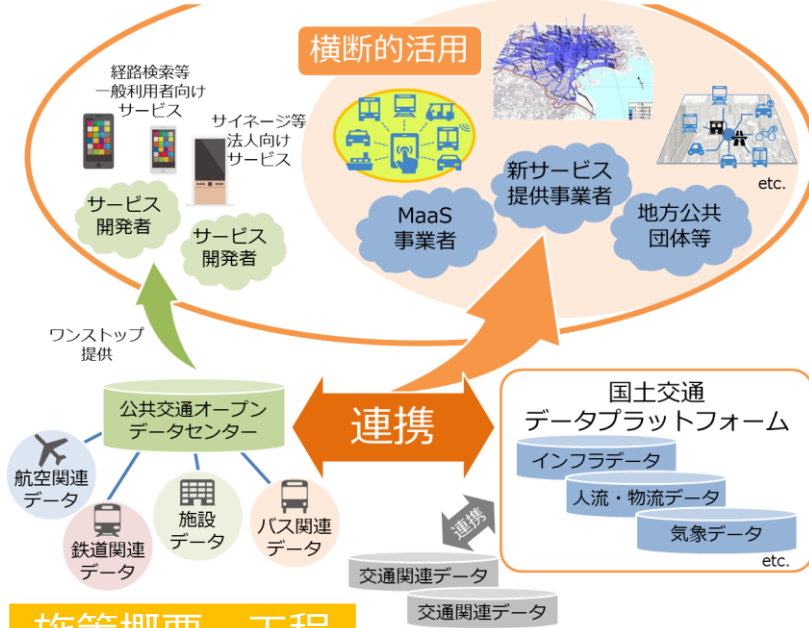 横断的活用
経路検索等
一般利用者向け
サービス
サイネージ等
法人向け
サービス
サービス
開発者
サービス
開発者
MaaS
事業者
新サービス
提供事業者
地方公共
団体等
etc.
ワンストップ
提供
公共交通オープン
データセンター
連携
国土交通
データプラットフォーム
インフラデータ
人流・物流データ
気象データ
etc.
航空関連
データ
鉄道関連
データ
施設
データ
バス関連
データ
連携
交通関連データ
交通関連データ
施策概要・工程